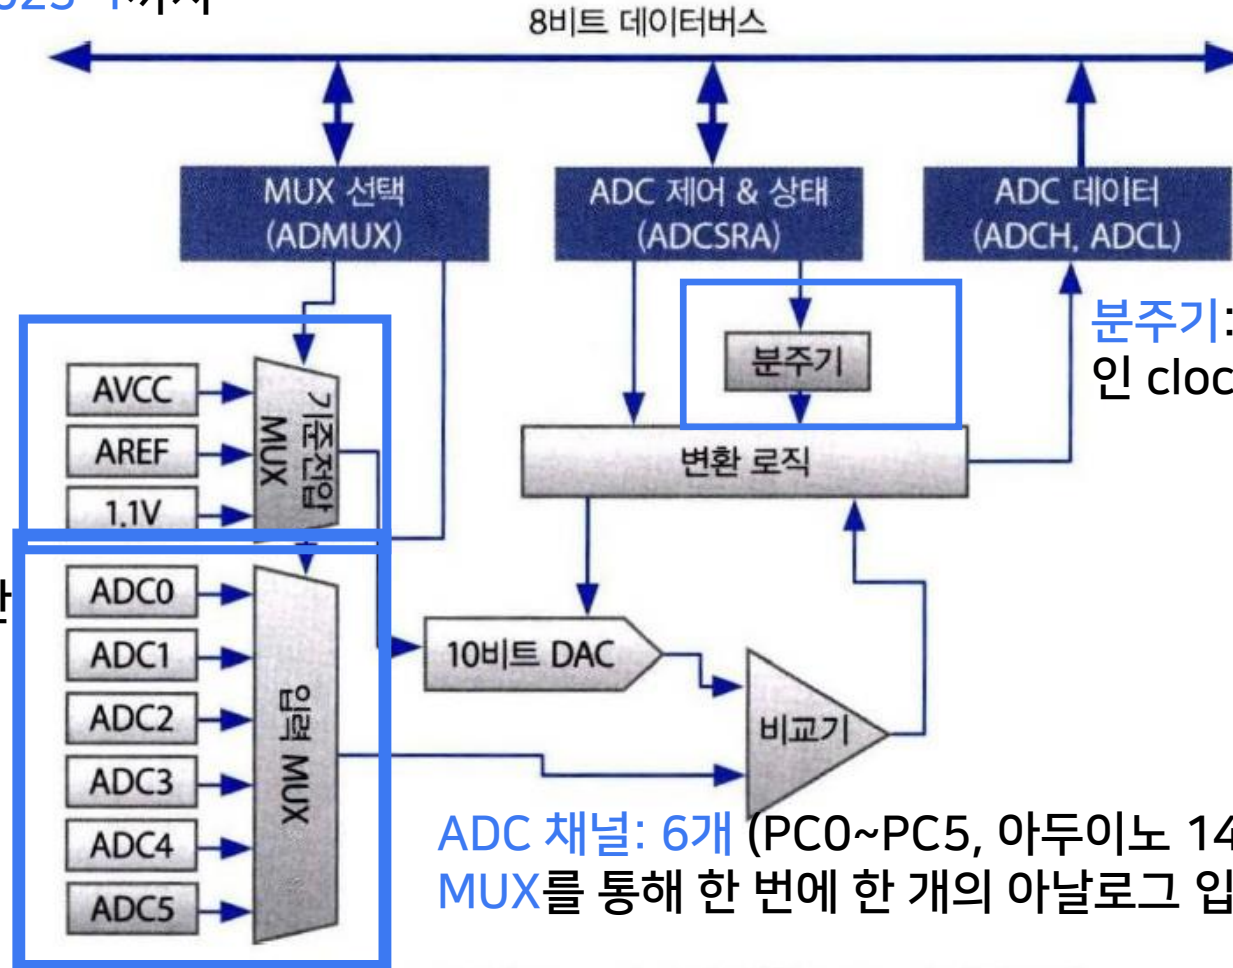 8비트 데이터버스
MUX 선택
(ADMUX)
ADC 제어 & 상태
(ADCSRA)
ADC 데이터
(ADCH, ADCL)
분주기:
인 cloc
분주기
AVCC
AREF
1.1V
기준전압
MUX
변환 로직
ADC0
ADC1
ADC2
ADC3
ADC4
ADC5
입력 MUX
10비트 DAC
비교기
ADC 채널: 6개 (PC0~PC5, 아두이노 14
MUX를 통해 한 번에 한 개의 아날로그 입